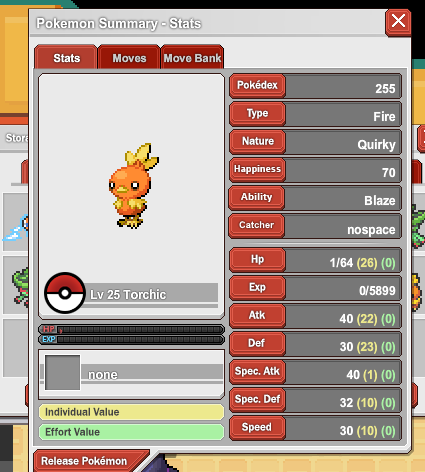 Pokemon Summary - Stats
Stats Moves Move Bank
Pokédex 255
Type Fire
Nature Quirky
Happiness 70
Ability Blaze
Catcher nospace
Stora
Lv 25 Torchic
Hp 1/64 (26) (0)
Exp 0/5899
Atk 40 (22) (0)
Def 30 (23) (0)
Spec. Atk 40 (1) (0)
Spec. Def 32 (10) (0)
Speed 30 (10) (0)
HP
EXP
none
Individual Value
Effort Value
Release Pokémon